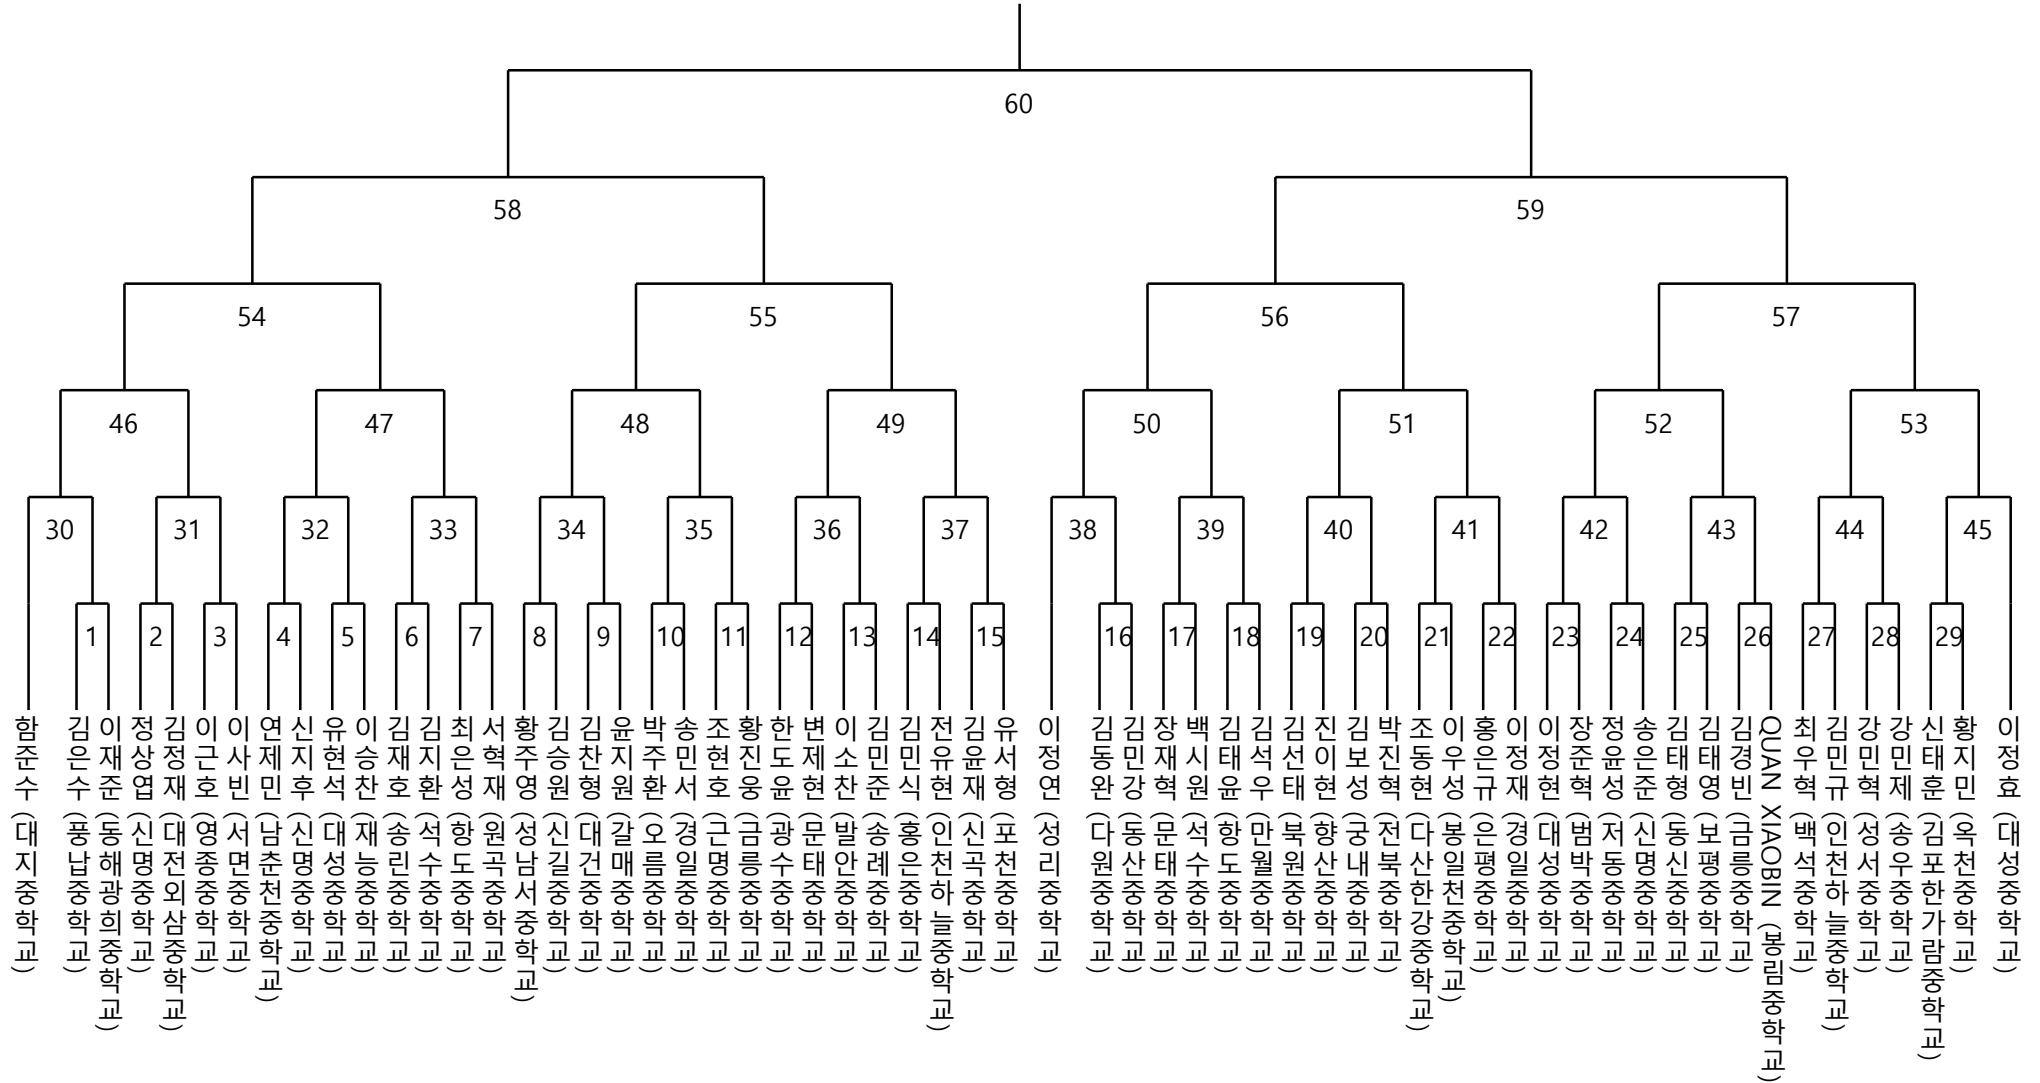 60
58
59
54
55
56
57
46
47
48
49
50
51
52
53
30
31
32
33
34
35
36
37
38
39
40
41
42
43
44
45
1
2
3
4
5
6
7
8
9
10
11
12
13
14
15
16
17
18
19
20
21
22
23
24
25
26
27
28
29
함준수 (대지중학교)
김은수 (풍납중학교)
이재준 (동해광희중학교)
정상엽 (신명중학교)
김정재 (대전외삼중학교)
이근호 (영종중학교)
이사빈 (서면중학교)
연제민 (남춘천중학교)
신지후 (신명중학교)
유현석 (대성중학교)
이승찬 (재능중학교)
김재호 (송린중학교)
김지환 (석수중학교)
최은성 (항도중학교)
서혁재 (원곡중학교)
황주영 (성남서중학교)
김승원 (신길중학교)
김찬형 (대건중학교)
윤지원 (갈매중학교)
박주환 (오름중학교)
송민서 (경일중학교)
조현호 (근명중학교)
황진웅 (금릉중학교)
한도윤 (광수중학교)
변제현 (문태중학교)
이소찬 (발안중학교)
김민준 (송례중학교)
김민식 (홍은중학교)
전유현 (인천하늘중학교)
김윤재 (신곡중학교)
유서형 (포천중학교)
이정연 (성리중학교)
김동완 (다원중학교)
김민강 (동산중학교)
장재혁 (문태중학교)
백시원 (석수중학교)
김태윤 (항도중학교)
김석우 (만월중학교)
김선태 (북원중학교)
진이현 (향산중학교)
김보성 (궁내중학교)
박진혁 (전북중학교)
조동현 (다산한강중학교)
이우성 (봉일천중학교)
홍은규 (은평중학교)
이정재 (경일중학교)
이정현 (대성중학교)
장준혁 (범박중학교)
정윤성 (저동중학교)
송은준 (신명중학교)
김태형 (동신중학교)
김태영 (보평중학교)
김경빈 (금릉중학교)
QUAN XIAOBIN (봉림중학교)
최우혁 (백석중학교)
김민규 (인천하늘중학교)
강민혁 (성서중학교)
강민제 (송우중학교)
신태훈 (김포한가람중학교)
황지민 (옥천중학교)
이정효 (대성중학교)